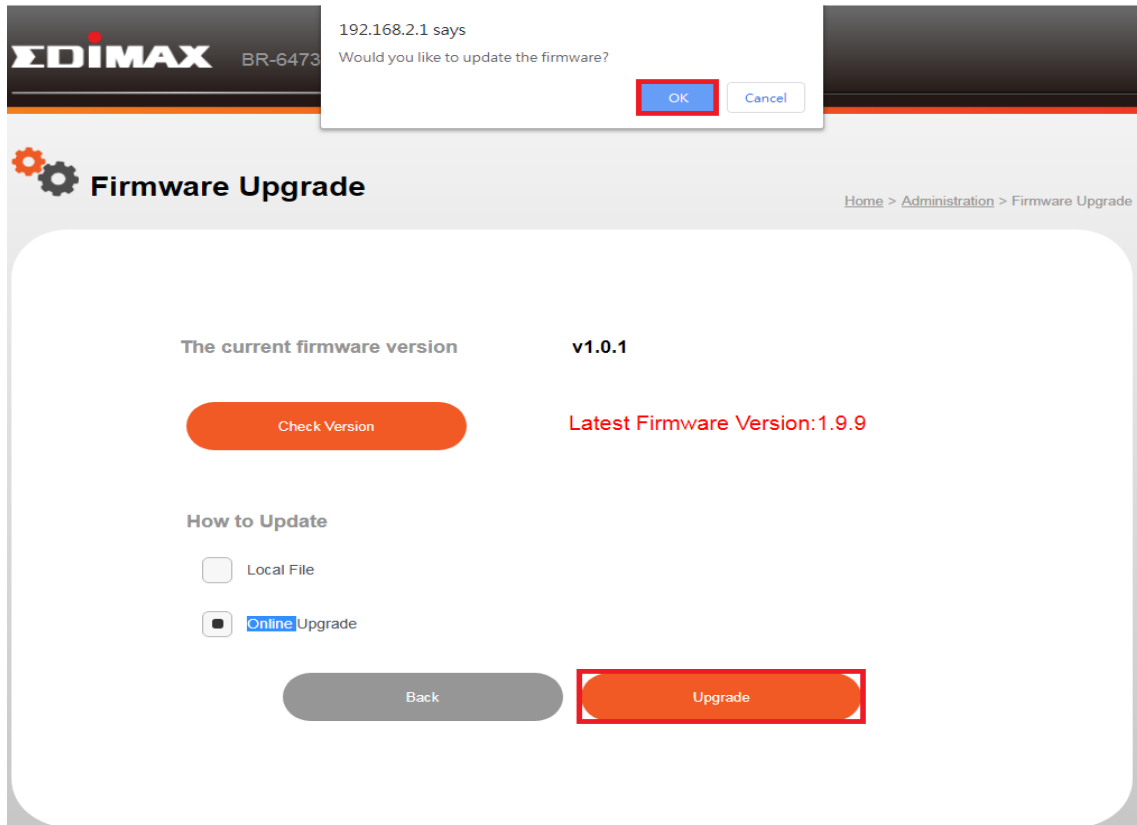 192.168.2.1 says
Would you like to update the firmware?
OK Cancel
EDiMAX BR-6473
Firmware Upgrade
Home > Administration > Firmware Upgrade
The current firmware version v1.0.1
Check Version Latest Firmware Version:1.9.9
How to Update
Local File
Online Upgrade
Back Upgrade